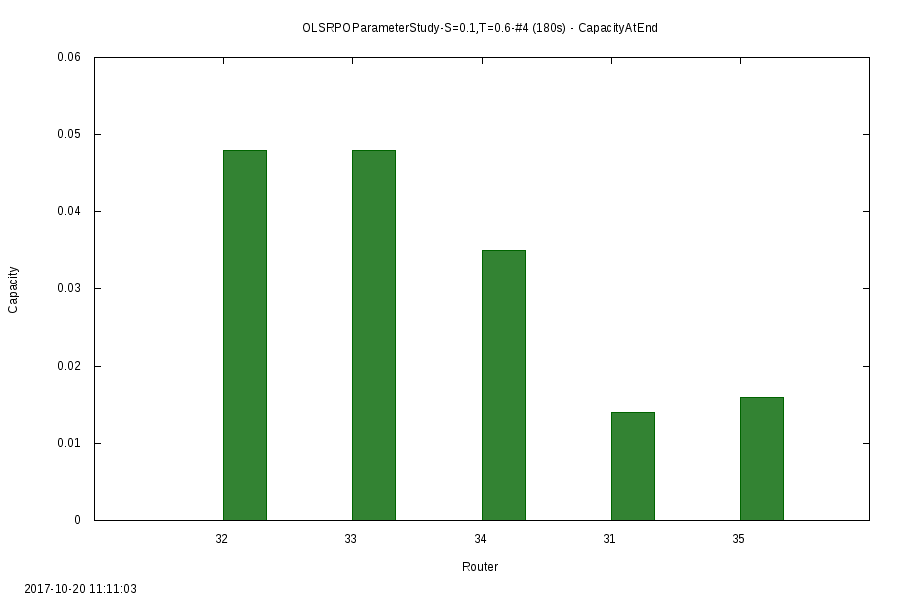 OLSRPOParameterStudy-S=0.1,T=0.6-#4 (180s) - CapacityAtEnd
0.06
0.05
0.04
0.03
0.02
0.01
0
Capacity
32 33 34 31 35
Router
2017-10-20 11:11:03